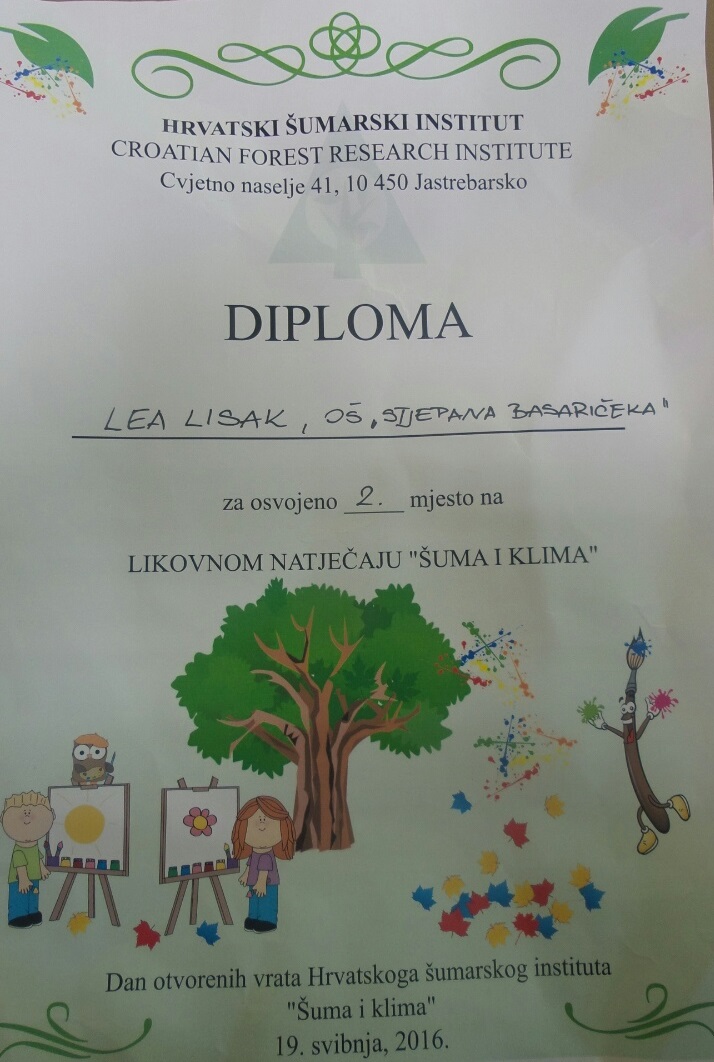 HRVATSKI ŠUMARSKI INSTITUT
CROATIAN FOREST RESEARCH INSTITUTE
Cvjetno naselje 41, 10 450 Jastrebarsko
DIPLOMA
LEA LISAK, OŠ „STJEPANA BASARIČEKA"
za osvojeno 2. mjesto na
LIKOVNOM NATJEČAJU "ŠUMA I KLIMA"
Dan otvorenih vrata Hrvatskoga šumarskog instituta
"Šuma i klima"
19. svibnja, 2016.